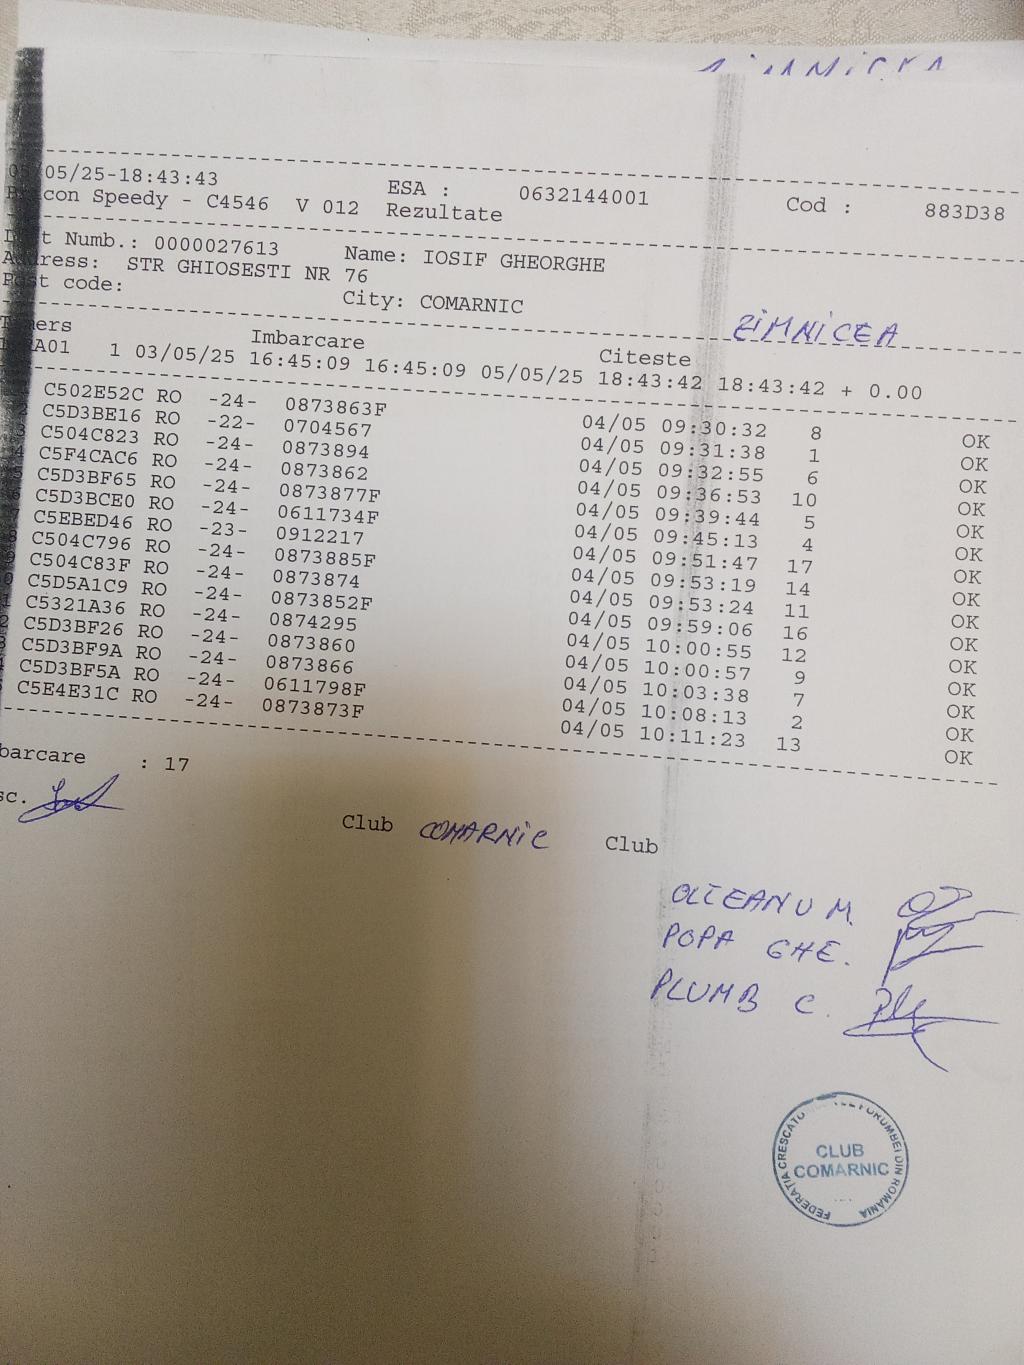 05/05/25-18:43:43 ESA : 0632144001 Cod : 883D38
con Speedy - C4546 V 012 Rezultate
t Numb.: 0000027613 Name: IOSIF GHEORGHE
ress: STR GHIOSESTI NR 76
st code: City: COMARNIC
ZIMNICEA
ers Imbarcare Citeste
A01 1 03/05/25 16:45:09 16:45:09 05/05/25 18:43:42 18:43:42 + 0.00
C502E52C RO -24- 0873863F 04/05 09:30:32 8 OK
C5D3BE16 RO -22- 0704567 04/05 09:31:38 1 OK
C504C823 RO -24- 0873894 04/05 09:32:55 6 OK
C5F4CAC6 RO -24- 0873862 04/05 09:36:53 10 OK
C5D3BF65 RO -24- 0873877F 04/05 09:39:44 5 OK
C5D3BCE0 RO -24- 0611734F 04/05 09:45:13 4 OK
C5EBED46 RO -23- 0912217 04/05 09:51:47 17 OK
C504C796 RO -24- 0873885F 04/05 09:53:19 14 OK
C504C83F RO -24- 0873874 04/05 09:53:24 11 OK
C5D5A1C9 RO -24- 0873852F 04/05 09:59:06 16 OK
C5321A36 RO -24- 0874295 04/05 10:00:55 12 OK
C5D3BF26 RO -24- 0873860 04/05 10:00:57 9 OK
C5D3BF9A RO -24- 0873866 04/05 10:03:38 7 OK
C5D3BF5A RO -24- 0611798F 04/05 10:08:13 2 OK
C5E4E31C RO -24- 0873873F 04/05 10:11:23 13 OK
barcare : 17
sc. Club COMARNIC Club
OLTEANU M.
POPA GHE.
PLUMB C.
FEDERATIA CRESCATO PORUMBEI DIN ROMANIA
CLUB
COMARNIC